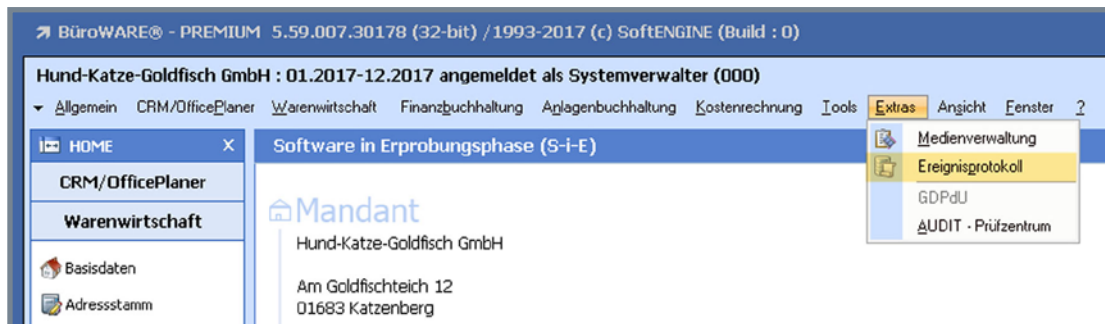 BüroWARE® - PREMIUM 5.59.007.30178 (32-bit) /1993-2017 (c) SoftENGINE (Build : 0)
Hund-Katze-Goldfisch GmbH : 01.2017-12.2017 angemeldet als Systemverwalter (000)
Allgemein CRM/OfficePlaner Warenwirtschaft Finanzbuchhaltung Anlagenbuchhaltung Kostenrechnung Tools Extras Ansicht Fenster ?
HOME X Software in Erprobungsphase (S-i-E)
Medienverwaltung
Ereignisprotokoll
GDPdU
AUDIT - Prüfzentrum
CRM/OfficePlaner
Warenwirtschaft
Basisdaten
Adressstamm
Mandant
Hund-Katze-Goldfisch GmbH
Am Goldfischteich 12
01683 Katzenberg